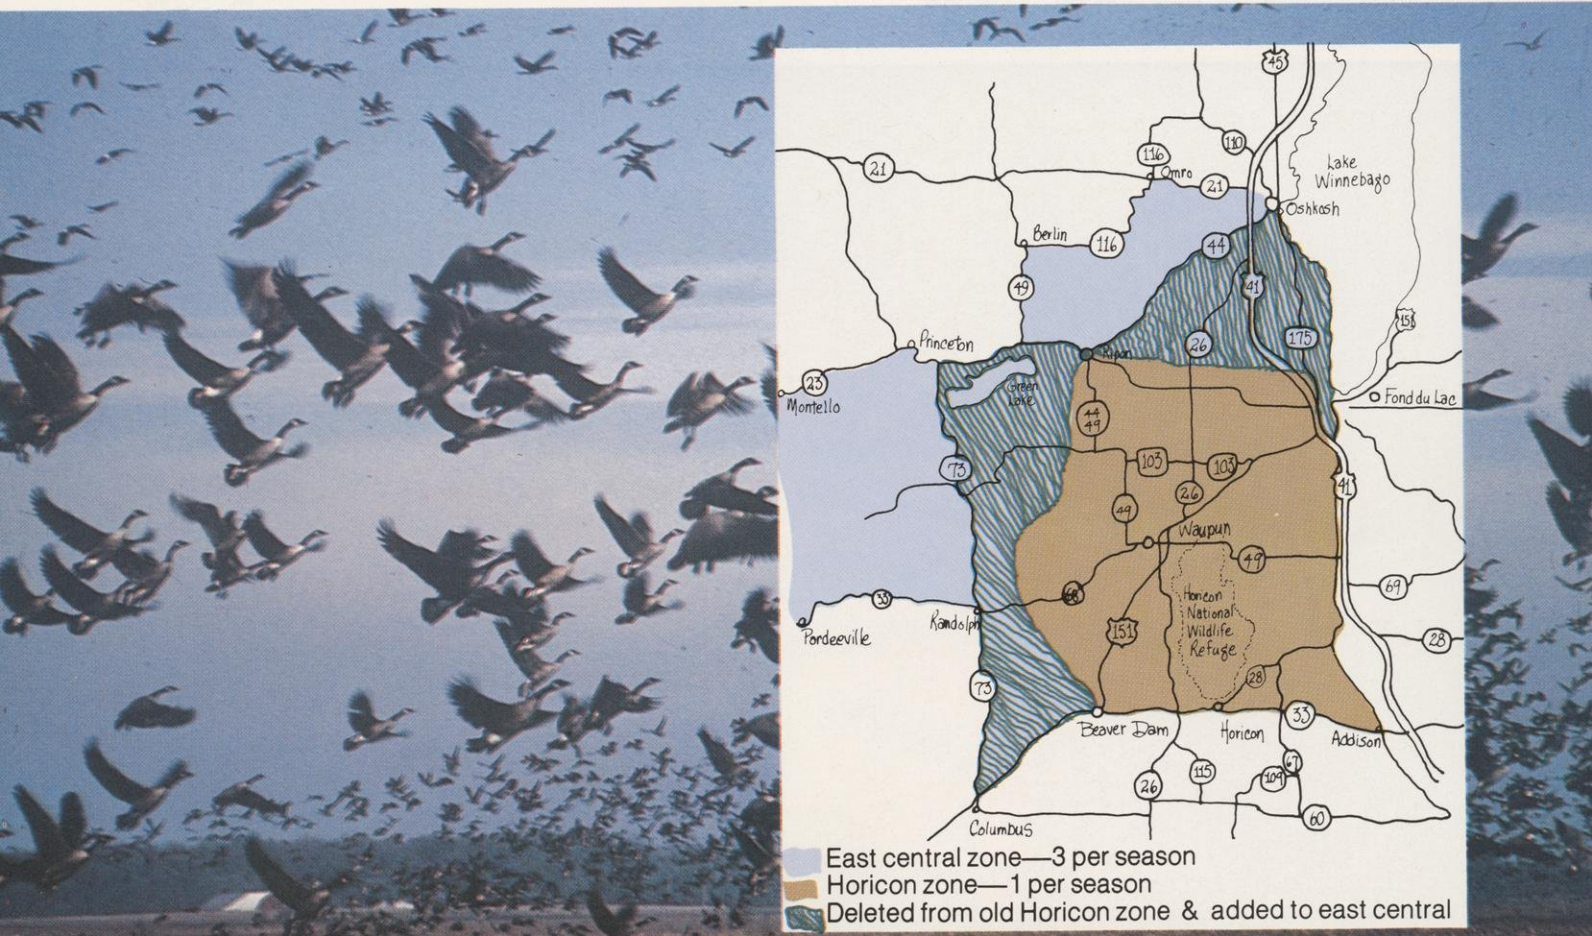 45
110
116
Omro
21
21
Lake
Winnebago
Oshkosh
Berlin
116
44
49
41
151
Princeton
26
175
Ripon
23
Montello
Green
Lake
Fond du Lac
44
49
73
103
103
41
26
49
Waupun
49
69
33
68
Horicon
National
Wildlife
Refuge
Randolph
Pardeeville
151
28
28
73
33
Beaver Dam
Horicon
Addison
67
115
109
26
60
Columbus
East central zone—3 per season
Horicon zone—1 per season
Deleted from old Horicon zone & added to east central